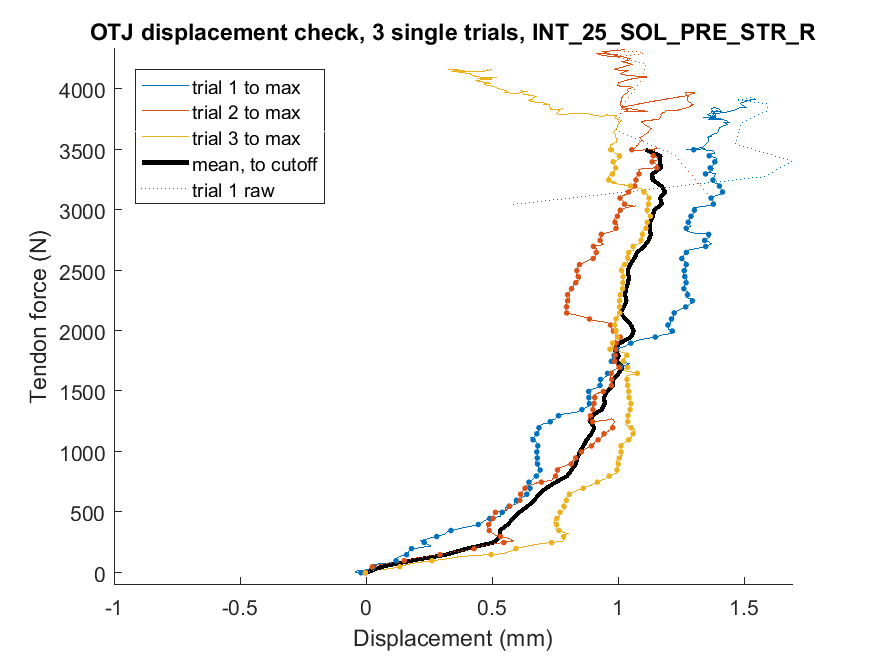 OTJ displacement check, 3 single trials, INT_25_SOL_PRE_STR_R
trial 1 to max
trial 2 to max
trial 3 to max
mean, to cutoff
trial 1 raw
Tendon force (N)
4000
3500
3000
2500
2000
1500
1000
500
0
-1
-0.5
0
0.5
1
1.5
Displacement (mm)